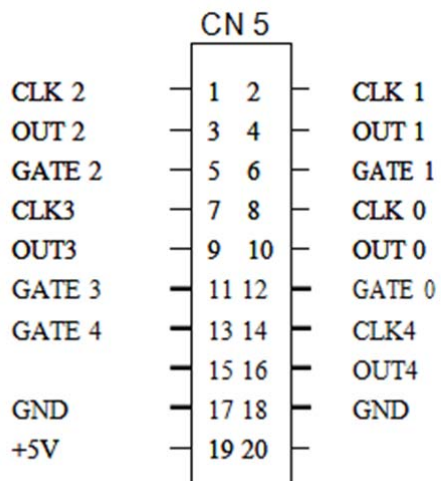 CN 5
CLK 2 1 2 CLK 1
OUT 2 3 4 OUT 1
GATE 2 5 6 GATE 1
CLK3 7 8 CLK 0
OUT3 9 10 OUT 0
GATE 3 11 12 GATE 0
GATE 4 13 14 CLK4
15 16 OUT4
GND 17 18 GND
+5V 19 20